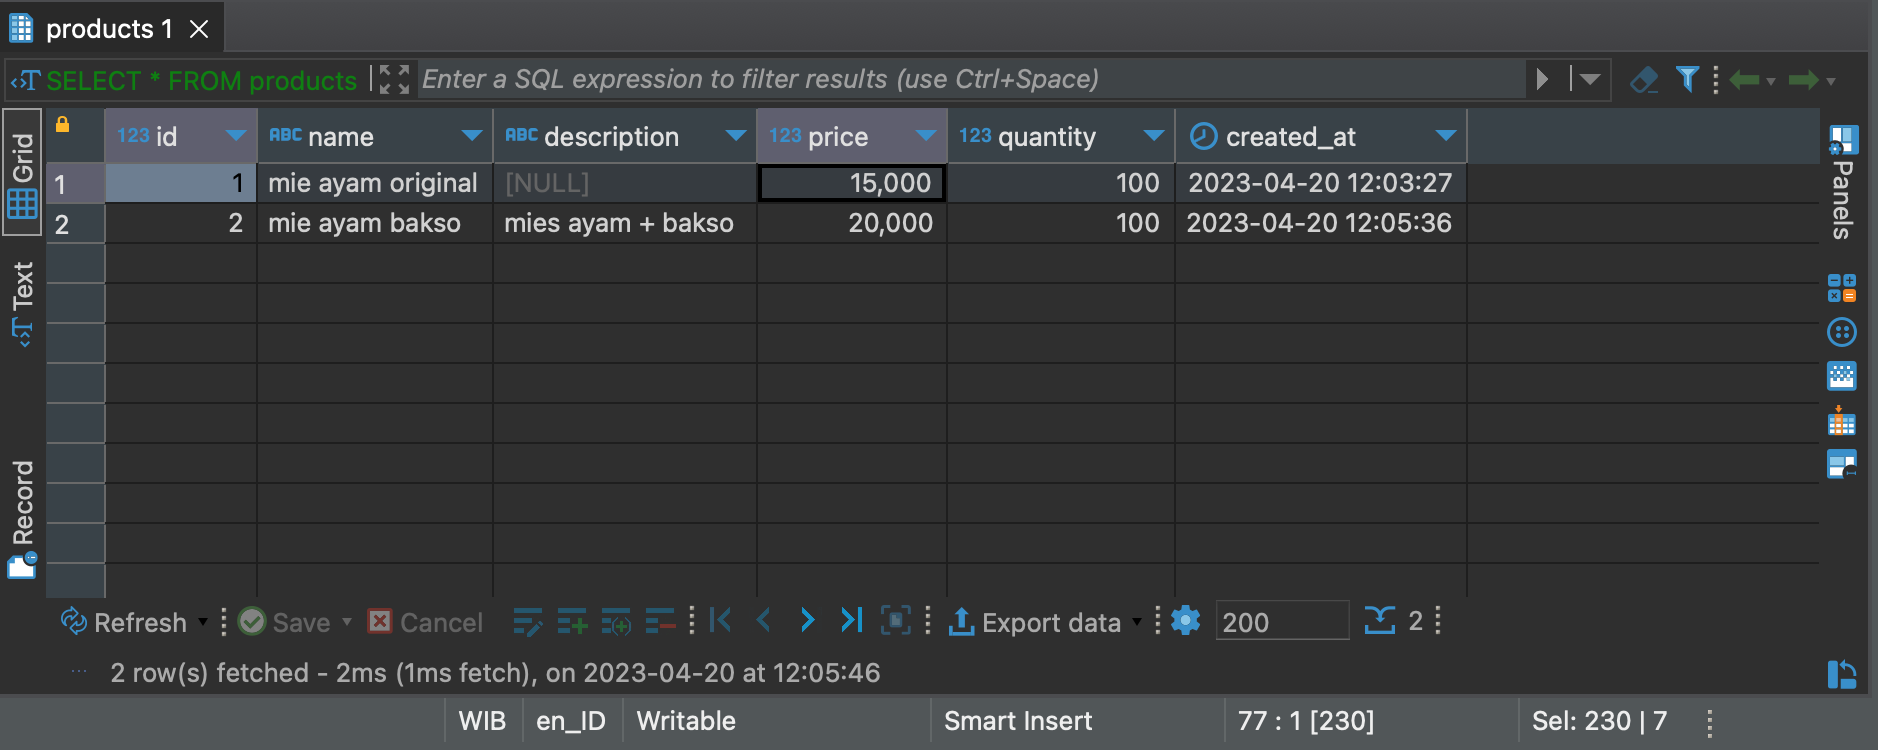 products 1
SELECT * FROM products Enter a SQL expression to filter results (use Ctrl+Space)
123 id ABC name ABC description 123 price 123 quantity created_at
1 1 mie ayam original [NULL] 15,000 100 2023-04-20 12:03:27
2 2 mie ayam bakso mies ayam + bakso 20,000 100 2023-04-20 12:05:36
Grid
Text
Record
Panels
Refresh Save Cancel Export data 200 2
2 row(s) fetched - 2ms (1ms fetch), on 2023-04-20 at 12:05:46
WIB en_ID Writable Smart Insert 77 : 1 [230] Sel: 230 | 7